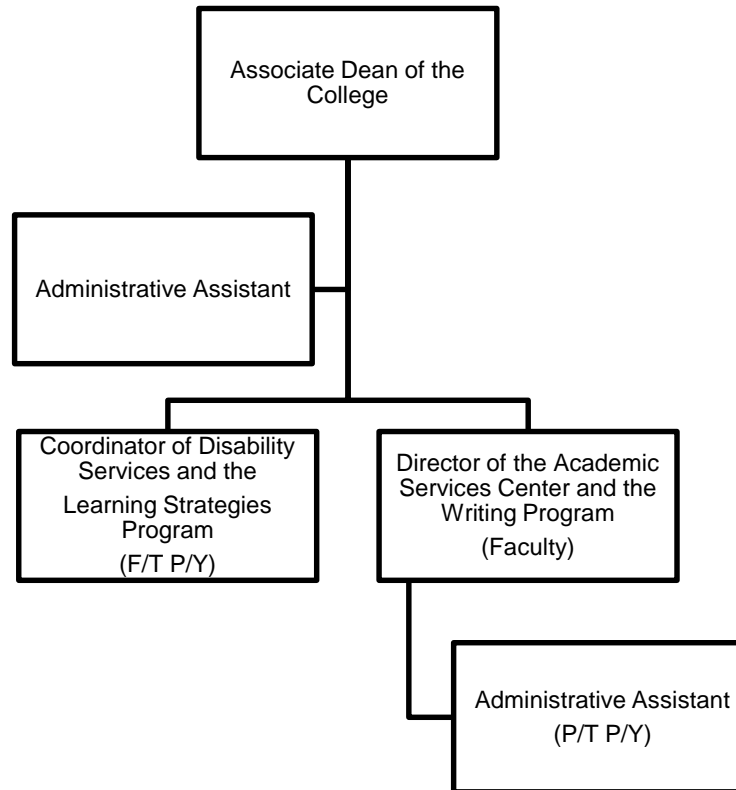 Associate Dean of the
College
Administrative Assistant
Coordinator of Disability
Services and the
Learning Strategies
Program
(F/T P/Y)
Director of the Academic
Services Center and the
Writing Program
(Faculty)
Administrative Assistant
(P/T P/Y)